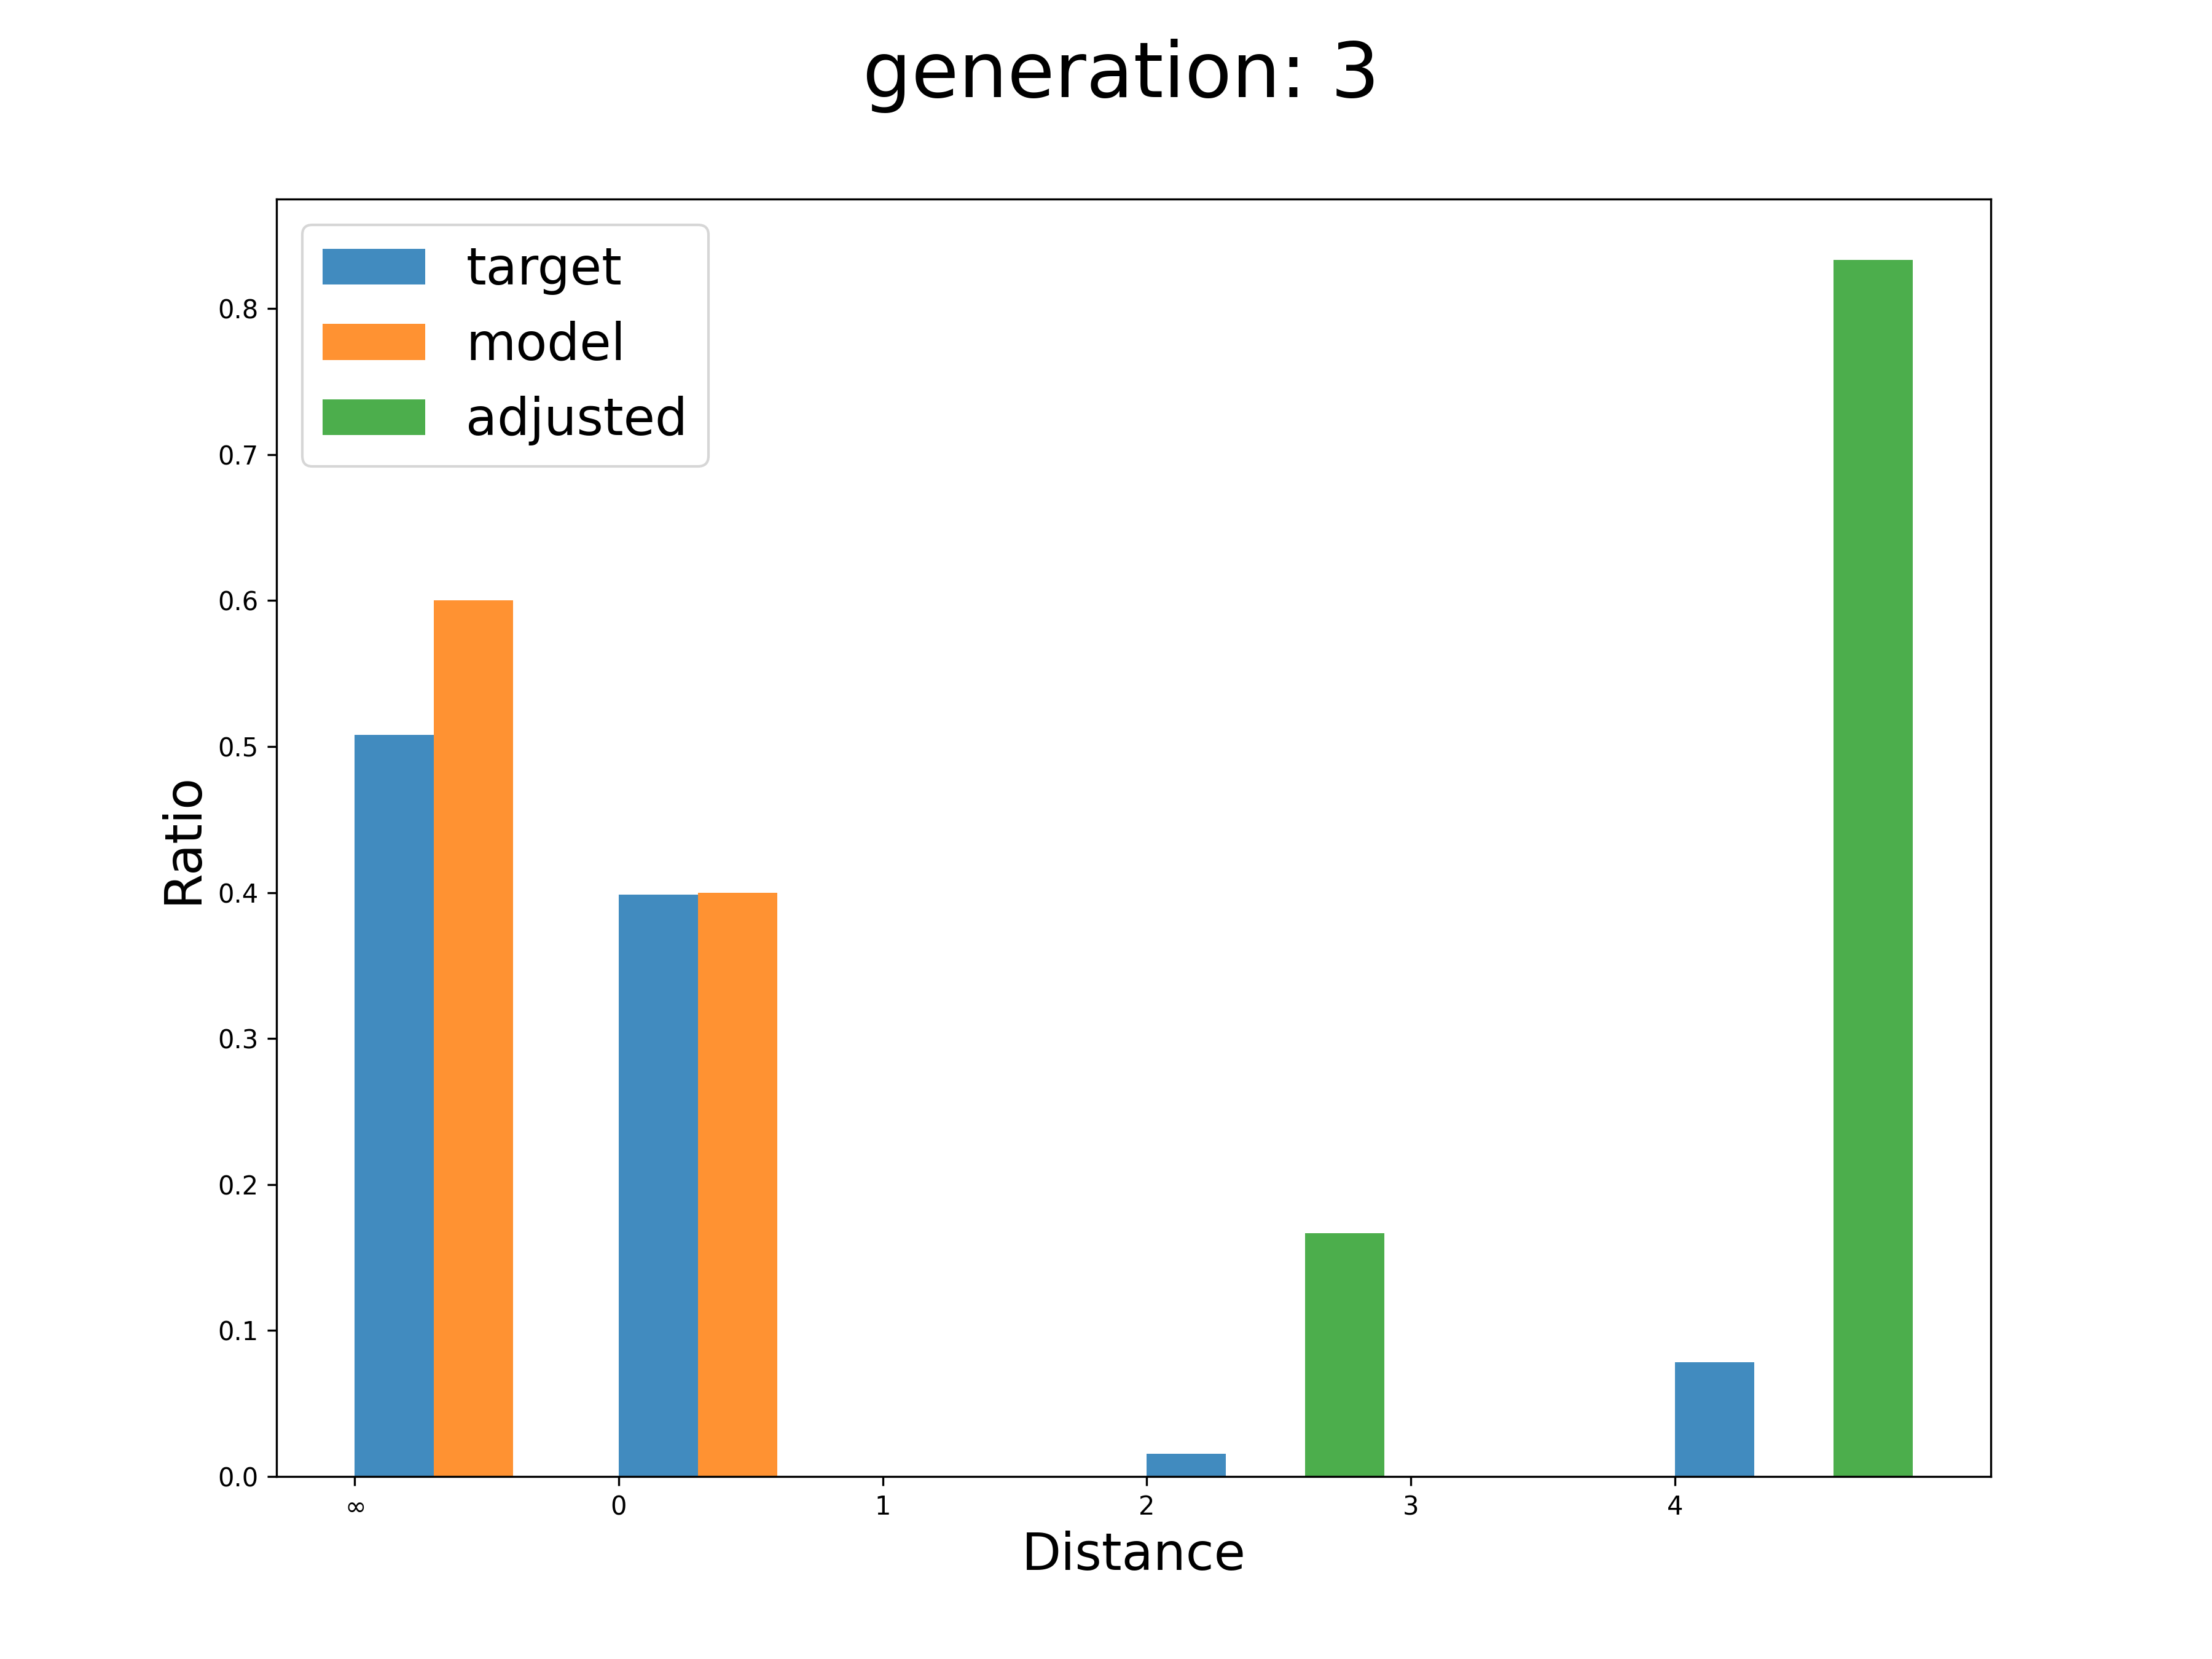 generation: 3
target
model
adjusted
0.8
0.7
0.6
0.5
0.4
0.3
0.2
0.1
0.0
Ratio
∞ 0 1 2 3 4
Distance